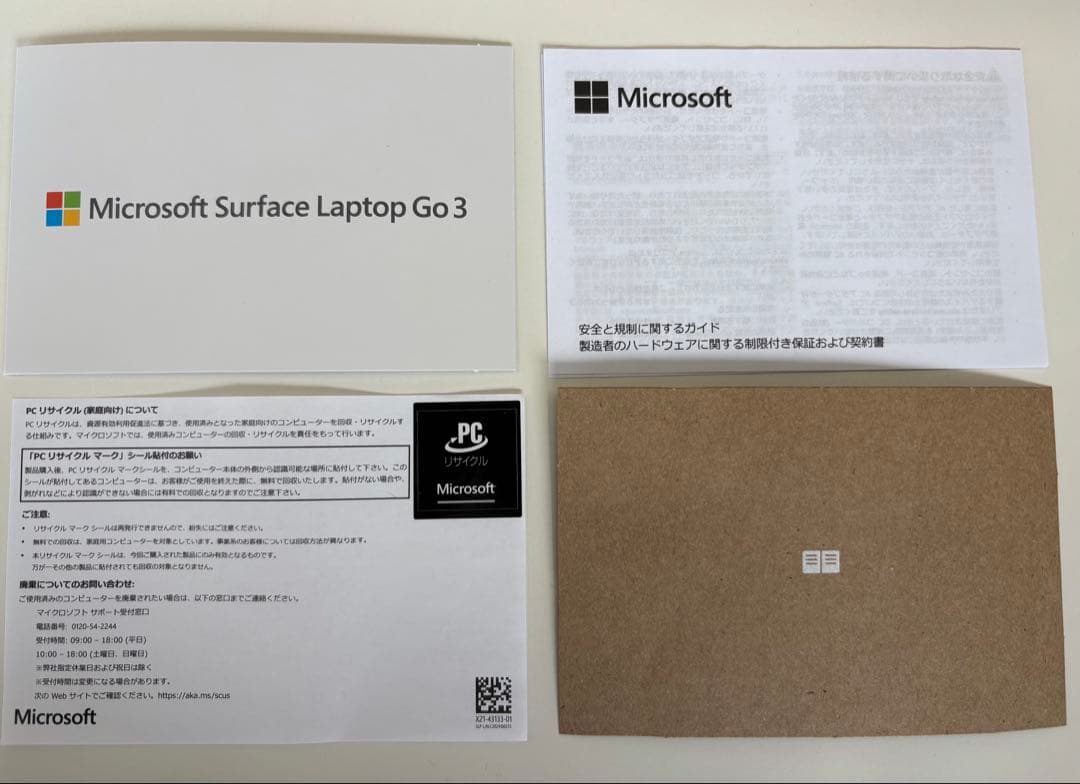 Microsoft Surface Laptop Go 3
Microsoft
安全と規制に関するガイド
製造者のハードウェアに関する制限付き保証および契約書
PC リサイクル (家庭向け) について
PC リサイクルは、資源有効利用促進法に基づき、使用済みとなった家庭向けのコンピューターを回収・リサイクルす
る仕組みです。マイクロソフトでは、使用済みコンピューターの回収・リサイクルを責任をもって行います。
「PC リサイクル マーク」シール貼付のお願い
製品購入後、PC リサイクル マークシールを、コンピューター本体の外側から認識可能な場所に貼付して下さい。この
シールが貼付してあるコンピューターは、お客様がご使用を終えた際に、無料で回収いたします。貼付がない場合や、
剥がれなどにより認識ができない場合には有料での回収となりますのでご注意下さい。
PC
リサイクル
Microsoft
ご注意:
• リサイクル マーク シールは再発行できませんので、紛失にはご注意ください。
• 無料での回収は、家庭用コンピューターを対象としています。事業系のお客様については回収方法が異なります。
• 本リサイクル マーク シールは、今回ご購入された製品にのみ有効となるものです。
万が一その他の製品に貼付されても回収の対象となりません。
廃棄についてのお問い合わせ:
ご使用済みのコンピューターを廃棄されたい場合は、以下の窓口までご連絡ください。
マイクロソフト サポート受付窓口
電話番号: 0120-54-2244
受付時間: 09:00 – 18:00 (平日)
10:00 – 18:00 (土曜日、日曜日)
※弊社指定休業日および祝日は除く
※受付時間は変更になる場合があります。
次の Web サイトでご確認ください。https://aka.ms/scus
Microsoft
X21-43133-01